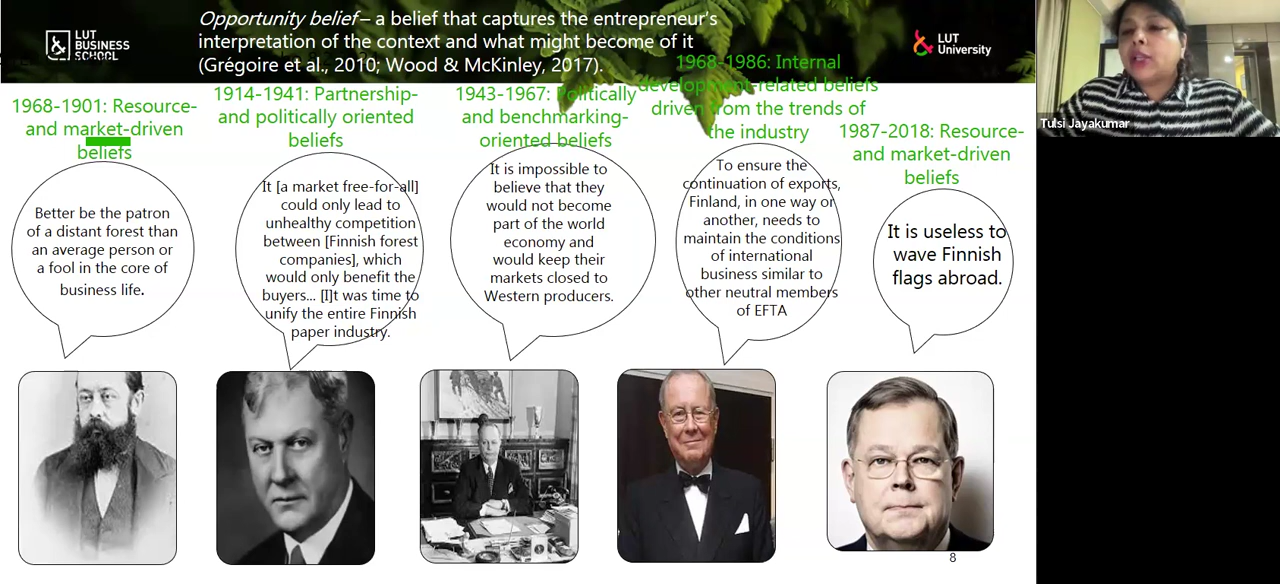 LUT
BUSINESS
SCHOOL
Opportunity belief – a belief that captures the entrepreneur's
interpretation of the context and what might become of it
(Grégoire et al., 2010; Wood & McKinley, 2017).
LUT
University
Tulsi Jayakumar
1968-1901: Resource-
and market-driven
beliefs
1914-1941: Partnership-
and politically oriented
beliefs
1943-1967: Politically
and benchmarking-
oriented beliefs
1968-1986: Internal
development-related beliefs
driven from the trends of
the industry
1987-2018: Resource-
and market-driven
beliefs
Better be the patron
of a distant forest than
an average person or
a fool in the core of
business life.
It [a market free-for-all]
could only lead to
unhealthy competition
between [Finnish forest
companies], which
would only benefit the
buyers... [I]t was time to
unify the entire Finnish
paper industry.
It is impossible to
believe that they
would not become
part of the world
economy and
would keep their
markets closed to
Western producers.
To ensure the
continuation of exports,
Finland, in one way or
another, needs to
maintain the conditions
of international
business similar to
other neutral members
of EFTA
It is useless to
wave Finnish
flags abroad.
8